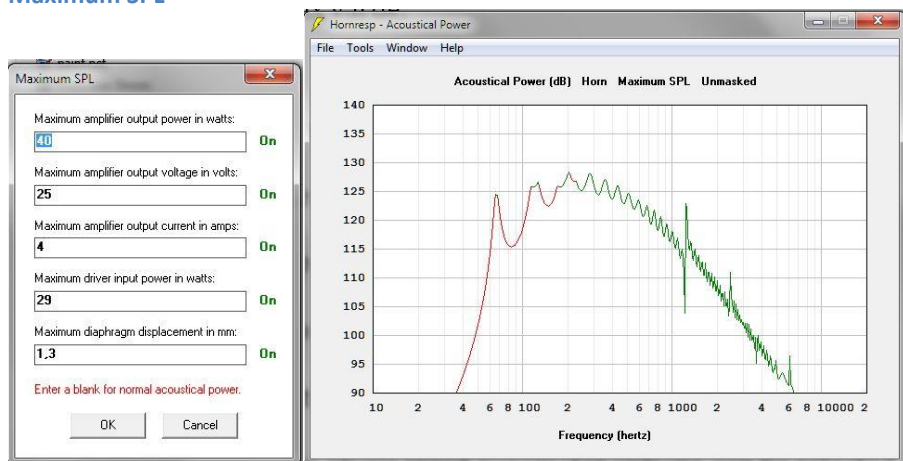 Maximum SPL
Maximum SPL
Maximum amplifier output power in watts:
40 On
Maximum amplifier output voltage in volts:
25 On
Maximum amplifier output current in amps:
4 On
Maximum driver input power in watts:
29 On
Maximum diaphragm displacement in mm:
1,3 On
Enter a blank for normal acoustical power.
OK Cancel
Hornresp - Acoustical Power
File Tools Window Help
Acoustical Power (dB) Horn Maximum SPL Unmasked
140
135
130
125
120
115
110
105
100
95
90
10 2 4 6 8 100 2 4 6 8 1000 2 4 6 8 10000 2
Frequency (hertz)